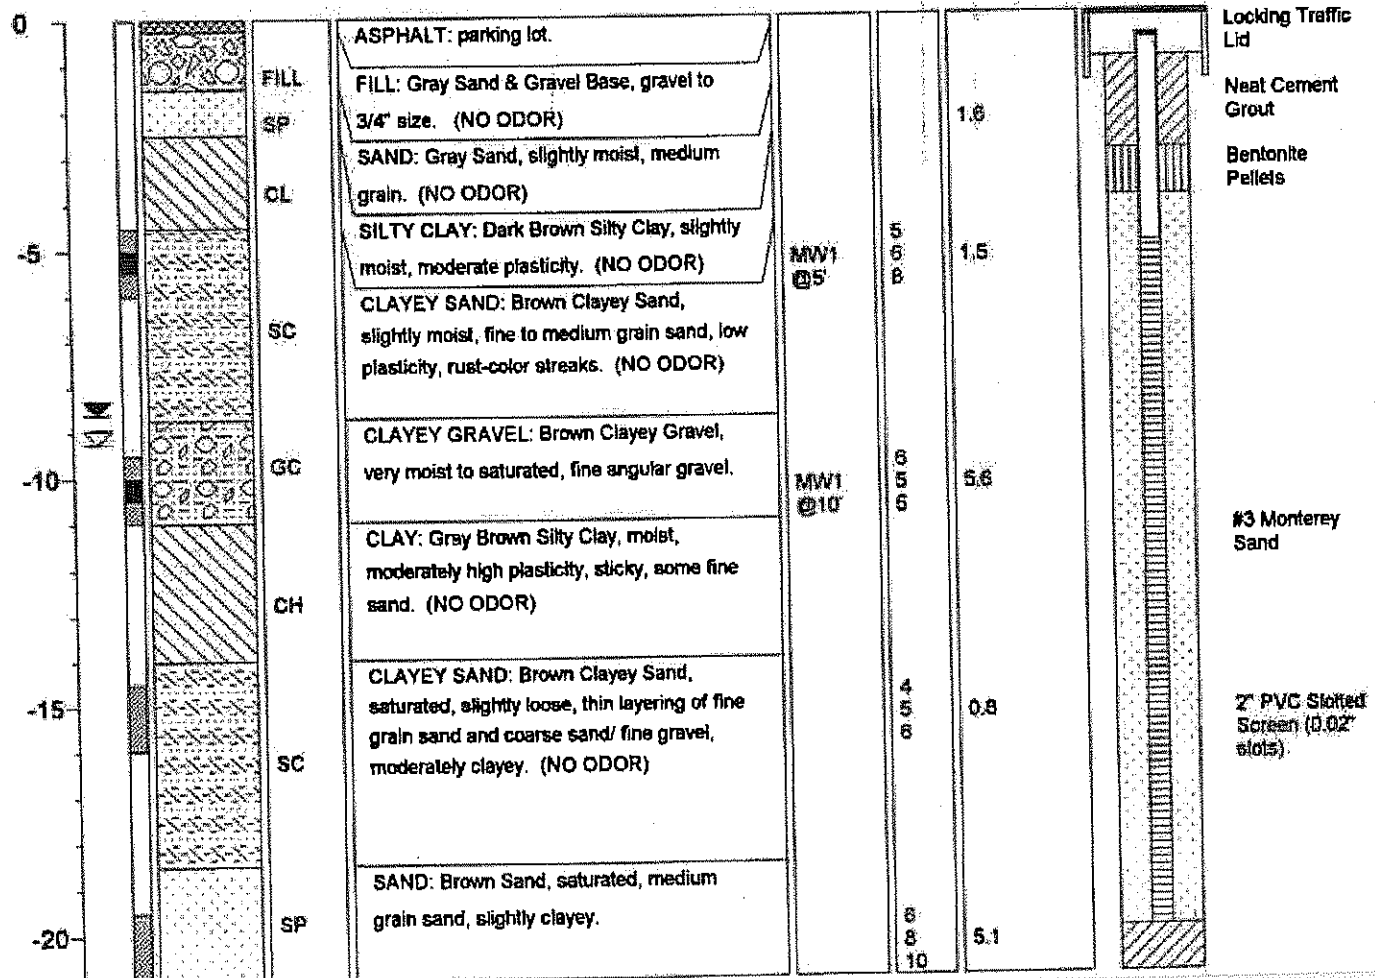 0
ASPHALT: parking lot.
Locking Traffic
Lid
FILL
FILL: Gray Sand & Gravel Base, gravel to
3/4" size. (NO ODOR)
Neat Cement
Grout
SP
1.6
SAND: Gray Sand, slightly moist, medium
grain. (NO ODOR)
Bentonite
Pellets
CL
SILTY CLAY: Dark Brown Silty Clay, slightly
moist, moderate plasticity. (NO ODOR)
-5
MW1
@5'
5
6
8
1.5
CLAYEY SAND: Brown Clayey Sand,
slightly moist, fine to medium grain sand, low
plasticity, rust-color streaks. (NO ODOR)
SC
CLAYEY GRAVEL: Brown Clayey Gravel,
very moist to saturated, fine angular gravel.
GC
-10
MW1
@10'
6
5
6
5.6
CLAY: Gray Brown Silty Clay, moist,
moderately high plasticity, sticky, some fine
sand. (NO ODOR)
#3 Monterey
Sand
CH
CLAYEY SAND: Brown Clayey Sand,
saturated, slightly loose, thin layering of fine
grain sand and coarse sand/ fine gravel,
moderately clayey. (NO ODOR)
-15
4
5
6
0.8
2" PVC Slotted
Screen (0.02"
slots)
SC
SAND: Brown Sand, saturated, medium
grain sand, slightly clayey.
SP
-20
6
8
10
5.1